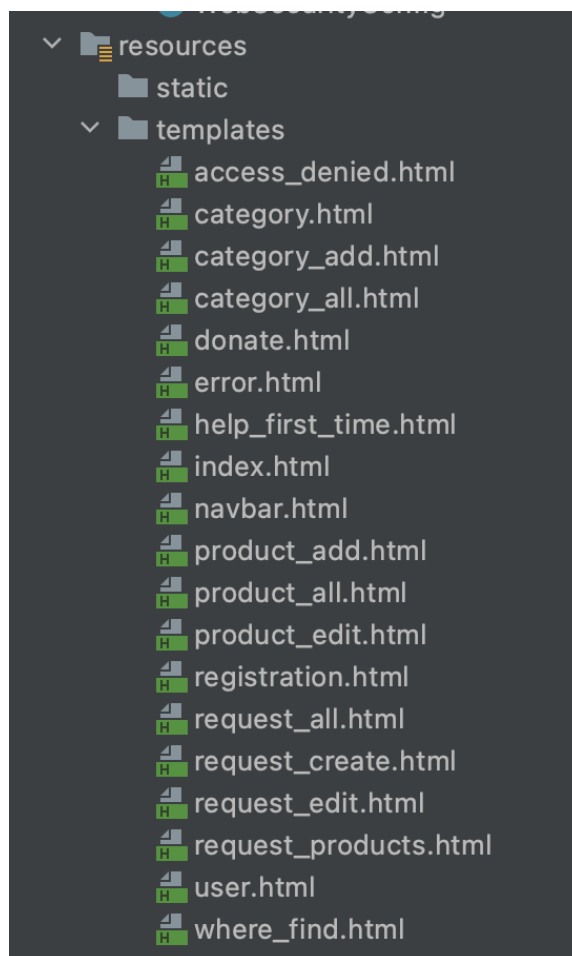 resources
static
templates
access_denied.html
category.html
category_add.html
category_all.html
donate.html
error.html
help_first_time.html
index.html
navbar.html
product_add.html
product_all.html
product_edit.html
registration.html
request_all.html
request_create.html
request_edit.html
request_products.html
user.html
where_find.html